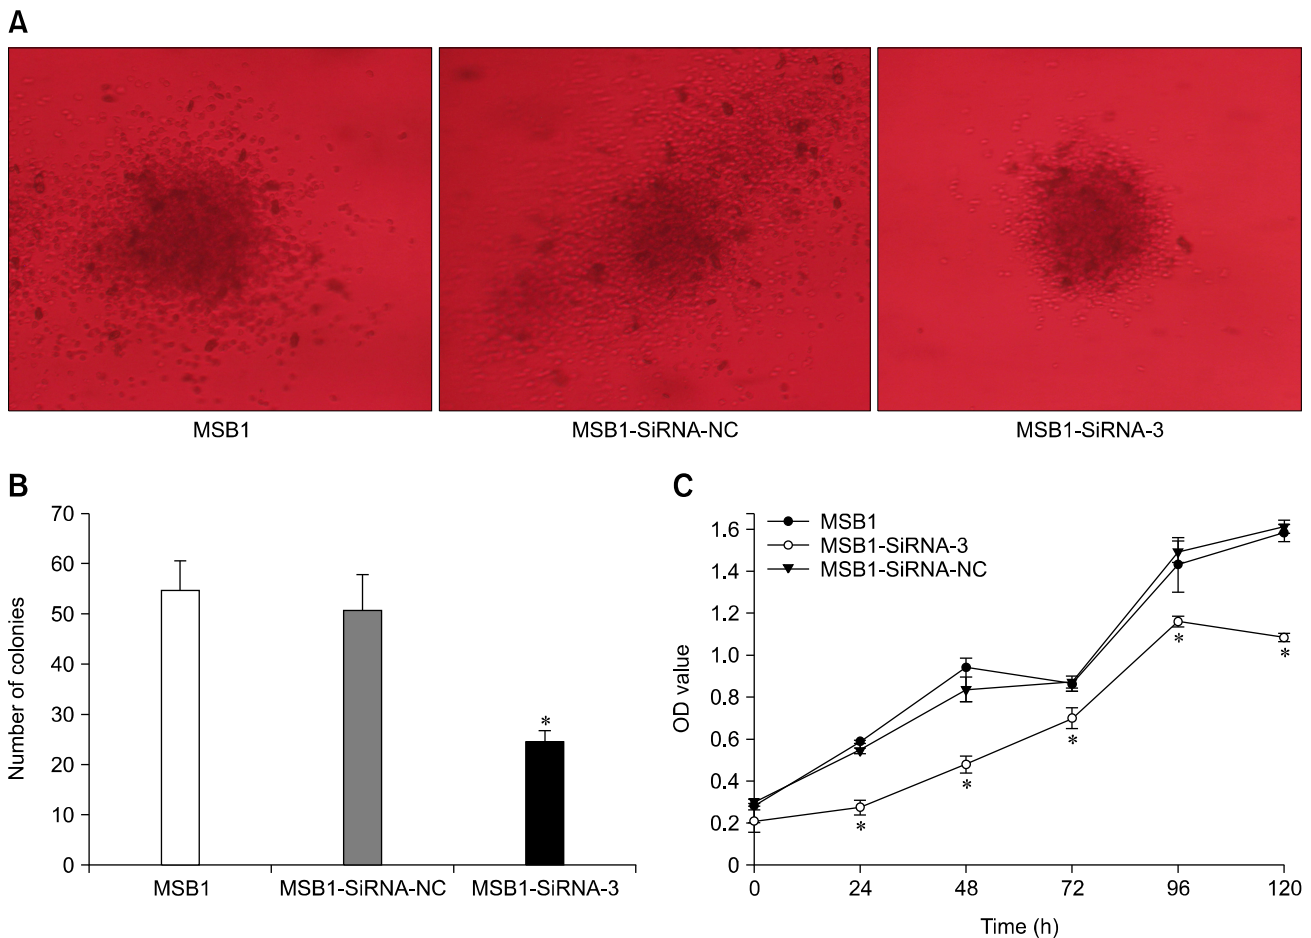 A
MSB1
MSB1-SiRNA-NC
MSB1-SiRNA-3
B
Number of colonies
70
60
50
40
30
20
10
0
*
MSB1
MSB1-SiRNA-NC
MSB1-SiRNA-3
C
OD value
1.6
1.4
1.2
1.0
0.8
0.6
0.4
0.2
0
MSB1
MSB1-SiRNA-3
MSB1-SiRNA-NC
*
*
*
*
*
0
24
48
72
96
120
Time (h)